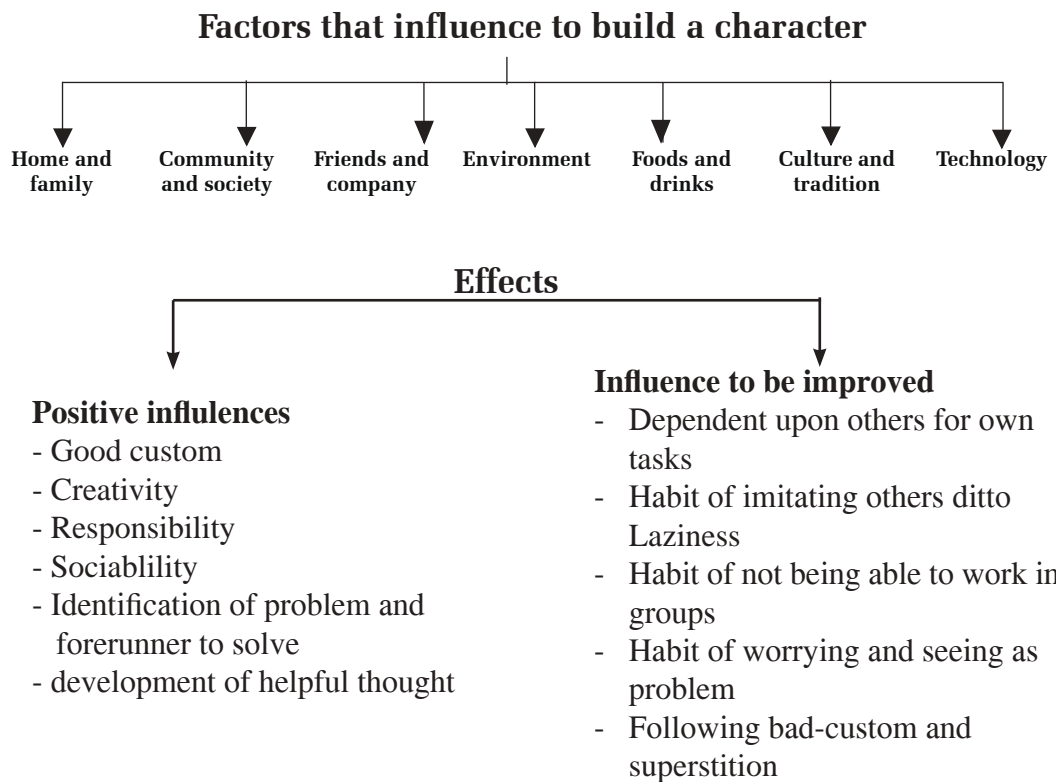 Factors that influence to build a character
Home and
family
Community
and society
Friends and
company
Environment
Foods and
drinks
Culture and
tradition
Technology
Effects
Positive influlences
- Good custom
- Creativity
- Responsibility
- Sociablility
- Identification of problem and
forerunner to solve
- development of helpful thought
Influence to be improved
- Dependent upon others for own
tasks
- Habit of imitating others ditto
Laziness
- Habit of not being able to work in
groups
- Habit of worrying and seeing as
problem
- Following bad-custom and
superstition